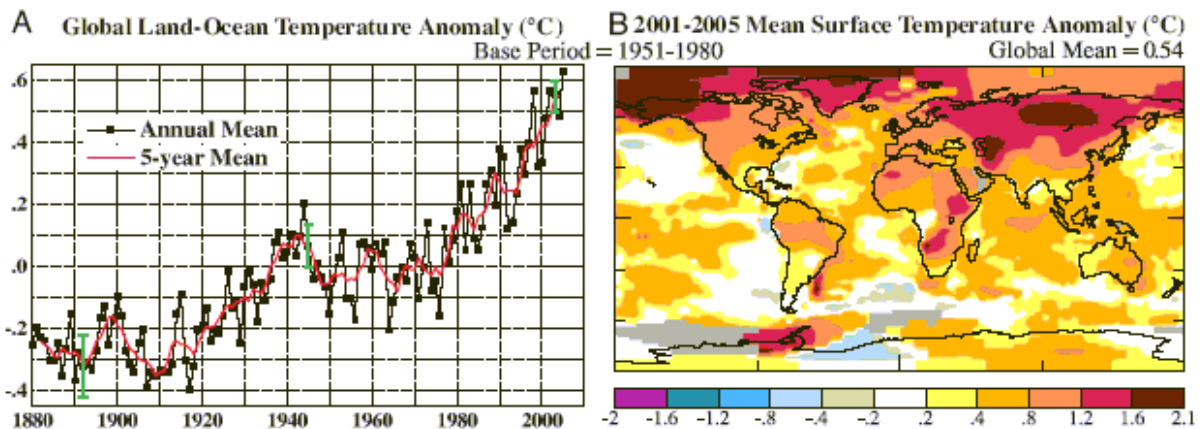 A Global Land-Ocean Temperature Anomaly (°C)
B 2001-2005 Mean Surface Temperature Anomaly (°C)
Base Period = 1951-1980
Global Mean = 0.54
.6
.4
.2
.0
-.2
-.4
Annual Mean
5-year Mean
1880 1900 1920 1940 1960 1980 2000
-2 -1.6 -1.2 -.8 -.4 -.2 .2 .4 .8 1.2 1.6 2.1